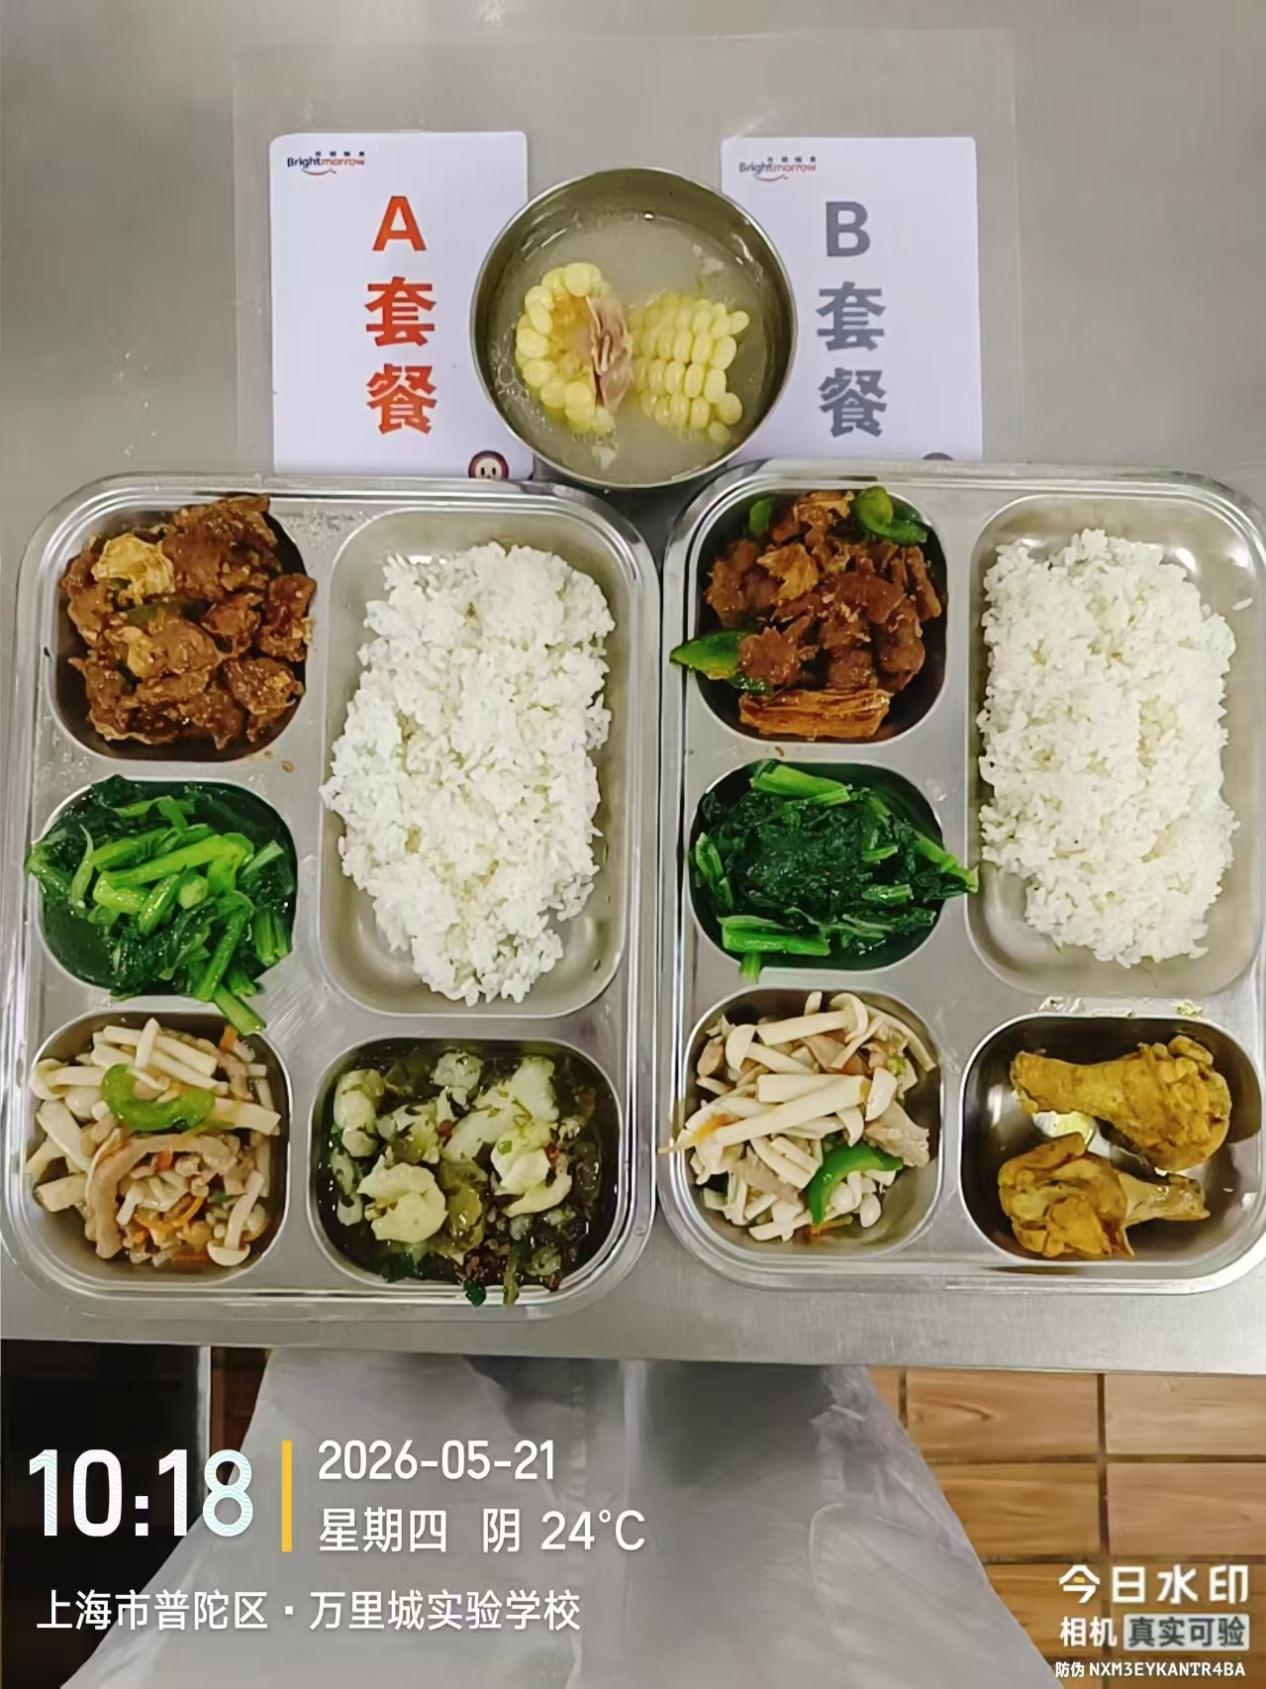 Brightmorrow
A
套
餐
Brightmorrow
B
套
餐
10:18
2026-05-21
星期四 阴 24°C
上海市普陀区·万里城实验学校
今日水印
相机 真实可验
防伪 NXM3EYKANTR4BA